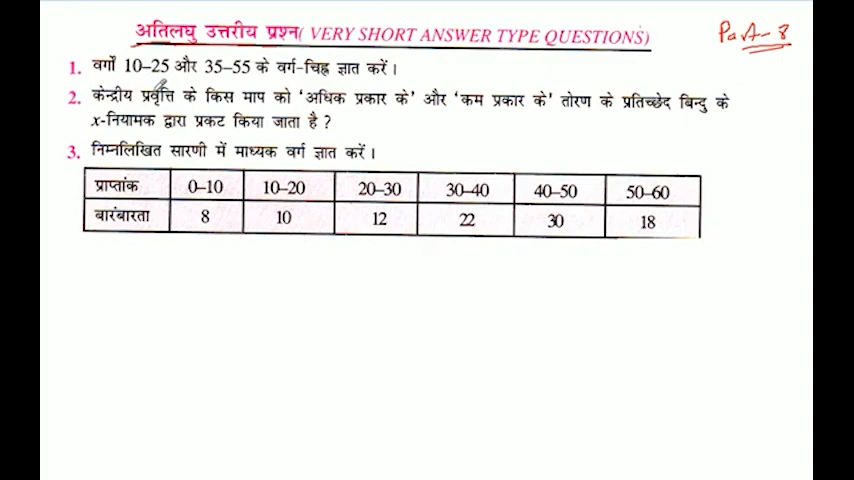 अतिलघु उत्तरीय प्रश्न( VERY SHORT ANSWER TYPE QUESTIONS)
Part-8
1. वर्गों 10–25 और 35–55 के वर्ग-चिह्न ज्ञात करें।
2. केन्द्रीय प्रवृत्ति के किस माप को ‘अधिक प्रकार के’ और ‘कम प्रकार के’ तोरण के प्रतिच्छेद बिन्दु के
x-नियामक द्वारा प्रकट किया जाता है ?
3. निम्नलिखित सारणी में माध्यक वर्ग ज्ञात करें।
प्राप्तांक 0–10 10–20 20–30 30–40 40–50 50–60
बारंबारता 8 10 12 22 30 18